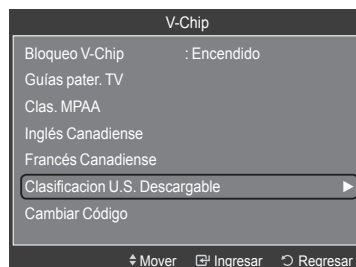 V-Chip
Bloqueo V-Chip : Encendido
Guías pater. TV
Clas. MPAA
Inglés Canadiense
Francés Canadiense
Clasificacion U.S. Descargable
Cambiar Código
Mover Ingresar Regresar